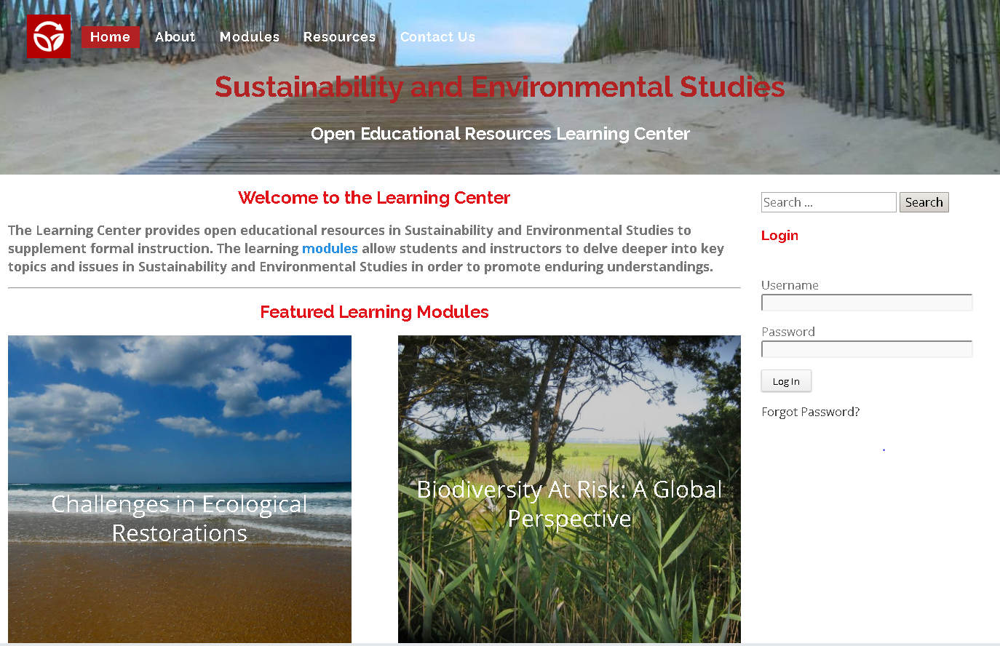 Home About Modules Resources Contact Us
Sustainability and Environmental Studies
Open Educational Resources Learning Center
Welcome to the Learning Center
The Learning Center provides open educational resources in Sustainability and Environmental Studies to
supplement formal instruction. The learning modules allow students and instructors to delve deeper into key
topics and issues in Sustainability and Environmental Studies in order to promote enduring understandings.
Featured Learning Modules
Challenges in Ecological
Restorations
Biodiversity At Risk: A Global
Perspective
Search ... Search
Login
Username
Password
Log In
Forgot Password?